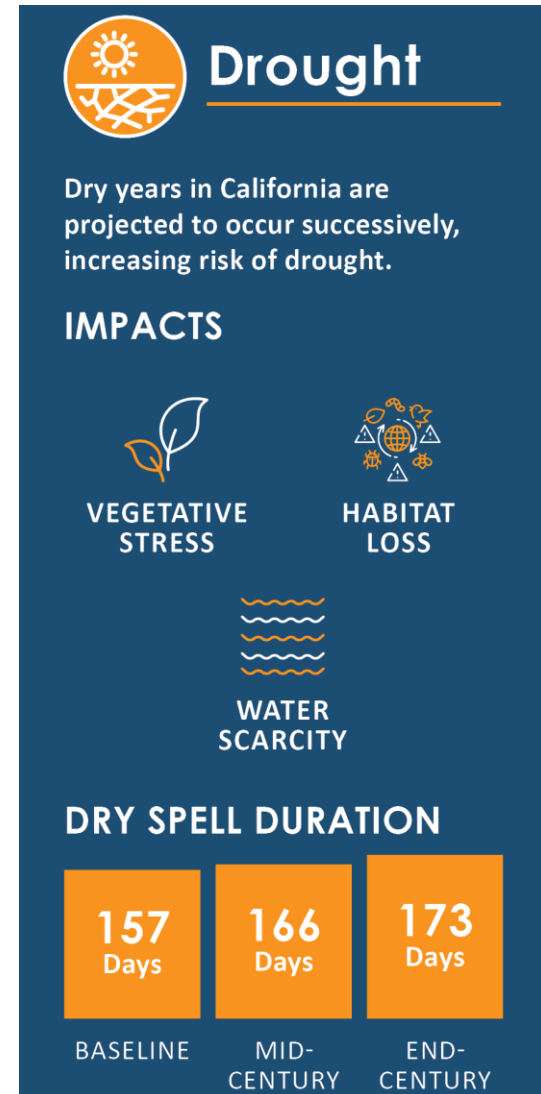 Drought
Dry years in California are
projected to occur successively,
increasing risk of drought.
IMPACTS
VEGETATIVE
STRESS
HABITAT
LOSS
WATER
SCARCITY
DRY SPELL DURATION
157
Days
166
Days
173
Days
BASELINE
MID-
CENTURY
END-
CENTURY